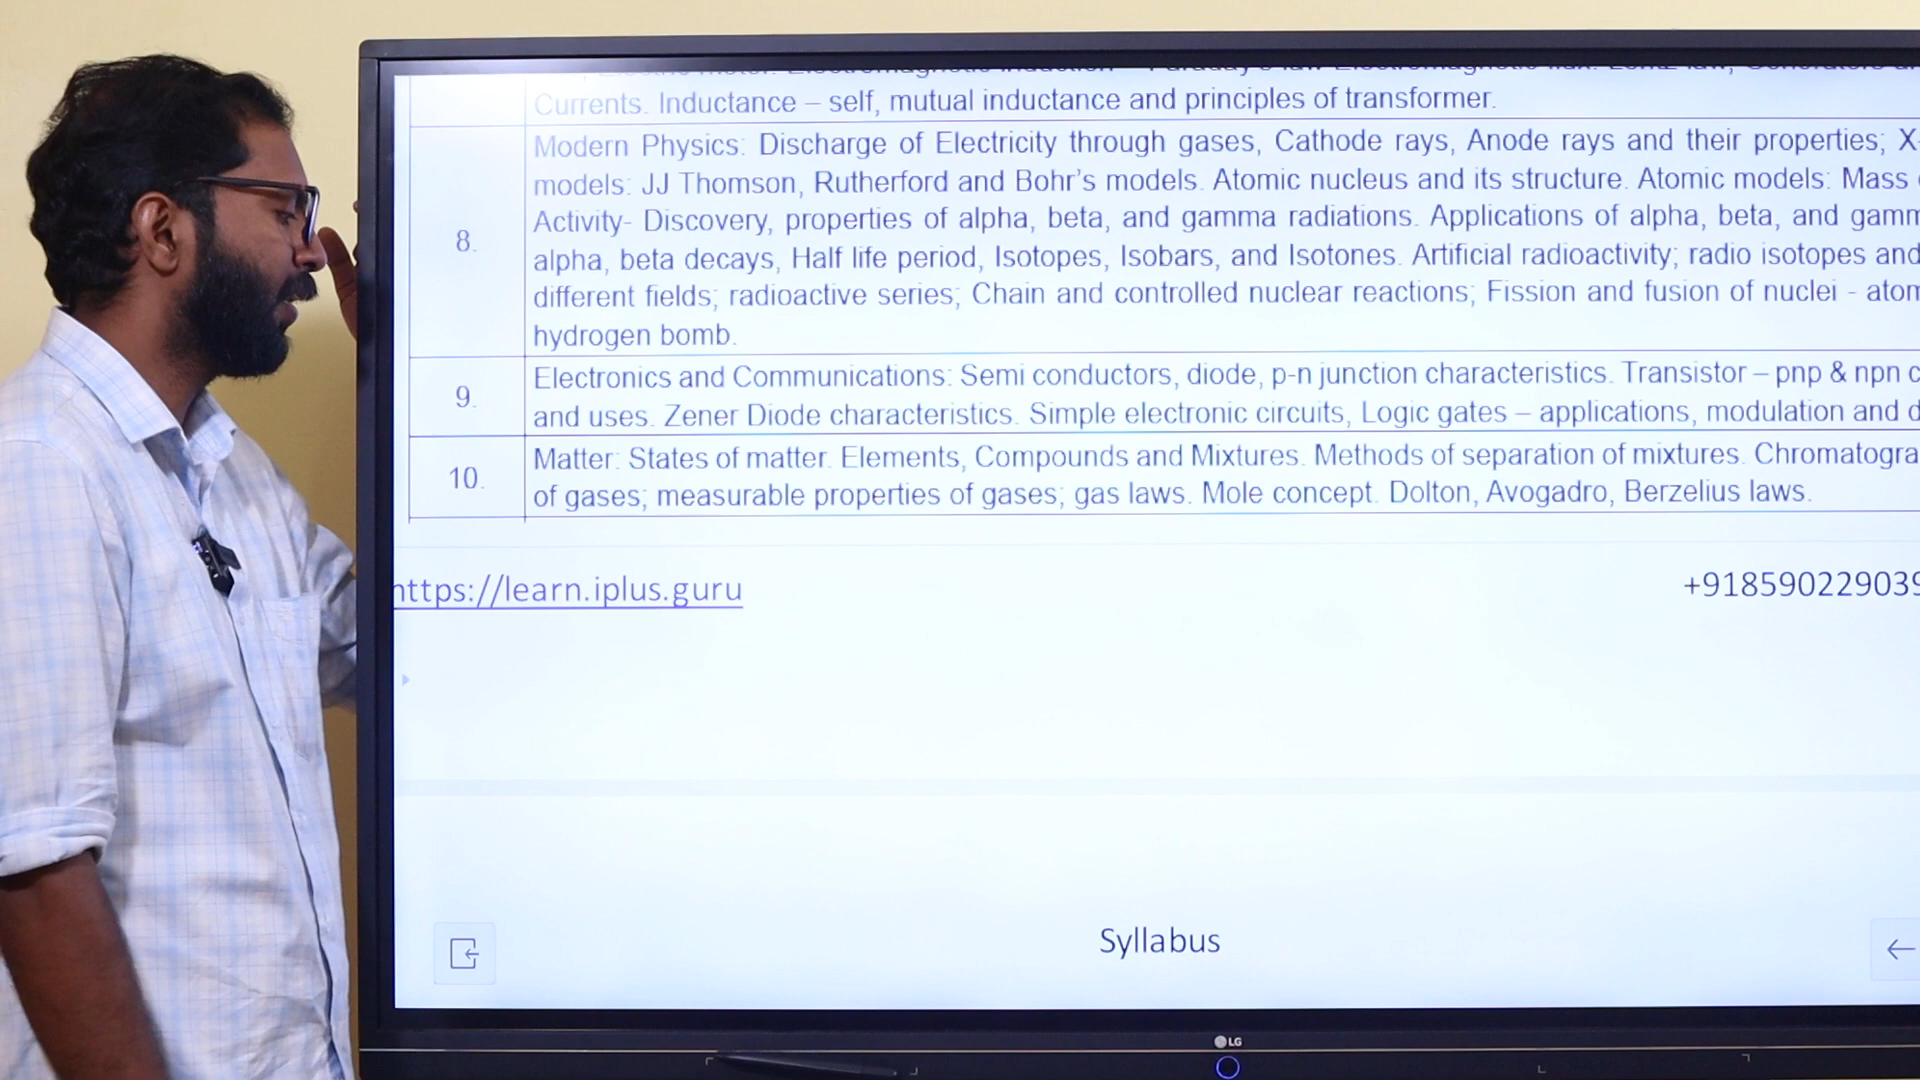 Currents. Inductance – self, mutual inductance and principles of transformer.
8.
Modern Physics: Discharge of Electricity through gases, Cathode rays, Anode rays and their properties; X-
models: JJ Thomson, Rutherford and Bohr's models. Atomic nucleus and its structure. Atomic models: Mass
Activity- Discovery, properties of alpha, beta, and gamma radiations. Applications of alpha, beta, and gamm
alpha, beta decays, Half life period, Isotopes, Isobars, and Isotones. Artificial radioactivity; radio isotopes and
different fields; radioactive series; Chain and controlled nuclear reactions; Fission and fusion of nuclei - atom
hydrogen bomb.
9.
Electronics and Communications: Semi conductors, diode, p-n junction characteristics. Transistor – pnp & npn c
and uses. Zener Diode characteristics. Simple electronic circuits, Logic gates – applications, modulation and d
10.
Matter: States of matter. Elements, Compounds and Mixtures. Methods of separation of mixtures. Chromatogra
of gases; measurable properties of gases; gas laws. Mole concept. Dolton, Avogadro, Berzelius laws.
https://learn.iplus.guru
+91859022903
Syllabus
LG